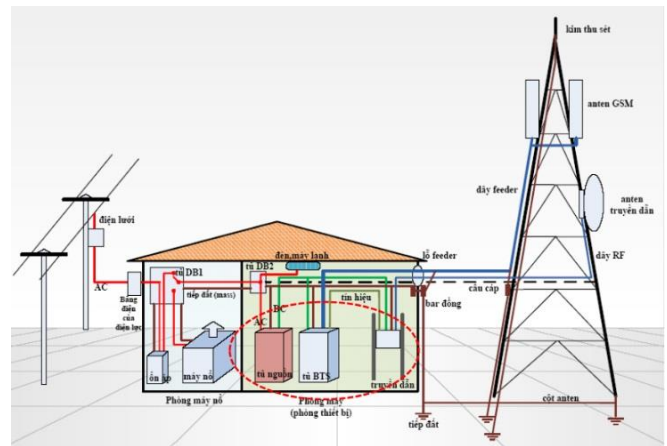 kim thu sét
anten GSM
dây feeder
anten
truyền dẫn
dây RF
điện lưới
AC
Bảng
điện
của
điện lực
tủ DB1
tiếp đất (mass)
ổn áp
máy nổ
Phòng máy nổ
tủ DB2
đèn,máy lạnh
AC
DC
tín hiệu
tủ nguồn
tủ BTS
truyền dẫn
Phòng máy
(phòng thiết bị)
lỗ feeder
bar đồng
cầu cáp
tiếp đất
cột anten